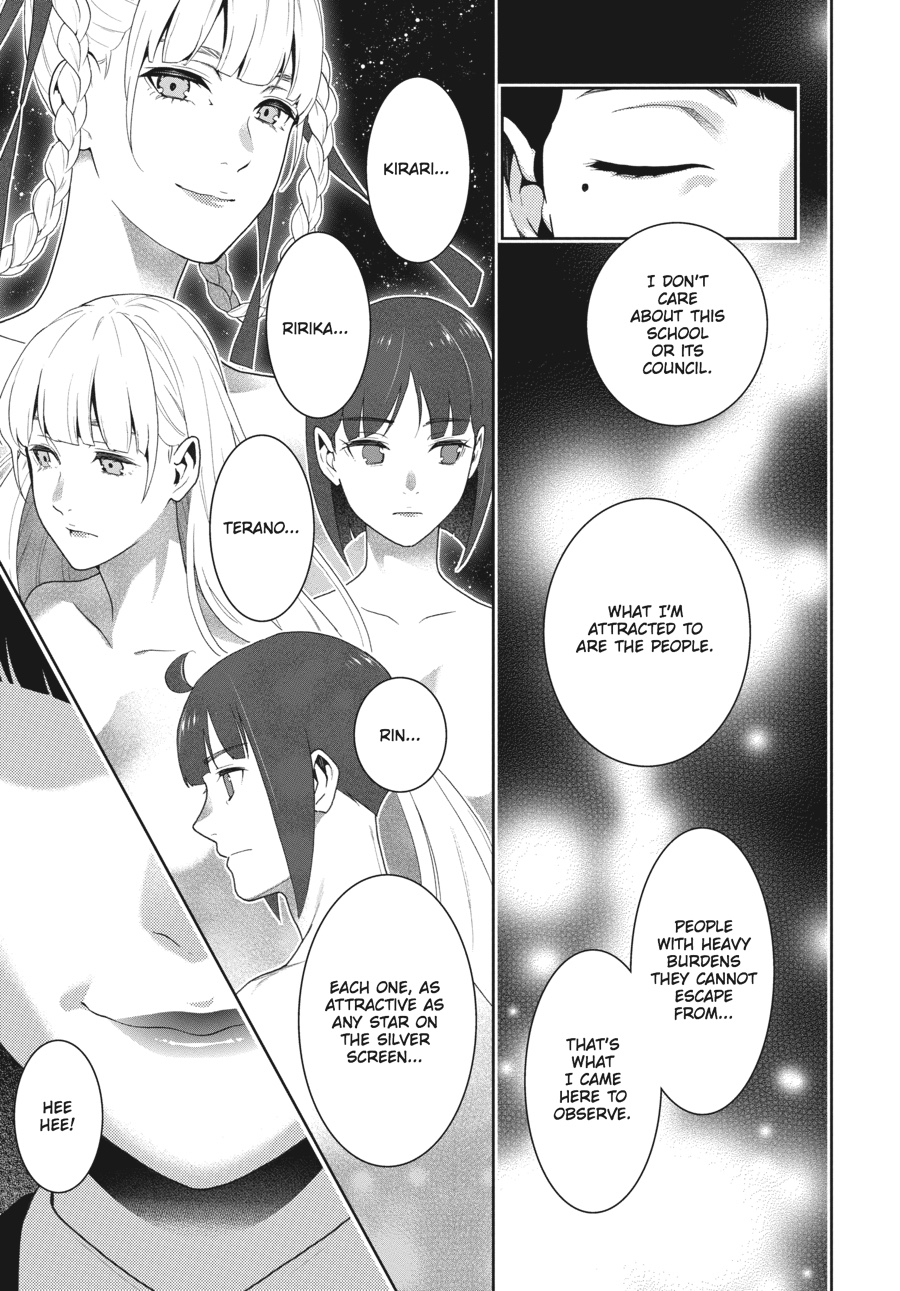 I DON'T
CARE
ABOUT THIS
SCHOOL
OR ITS
COUNCIL.
WHAT I'M
ATTRACTED TO
ARE THE PEOPLE.
PEOPLE
WITH HEAVY
BURDENS
THEY CANNOT
ESCAPE
FROM...
THAT'S
WHAT
I CAME
HERE TO
OBSERVE.
KIRARI...
RIRIKA...
TERANO...
RIN...
EACH ONE, AS
ATTRACTIVE AS
ANY STAR ON
THE SILVER
SCREEN...
HEE
HEE!